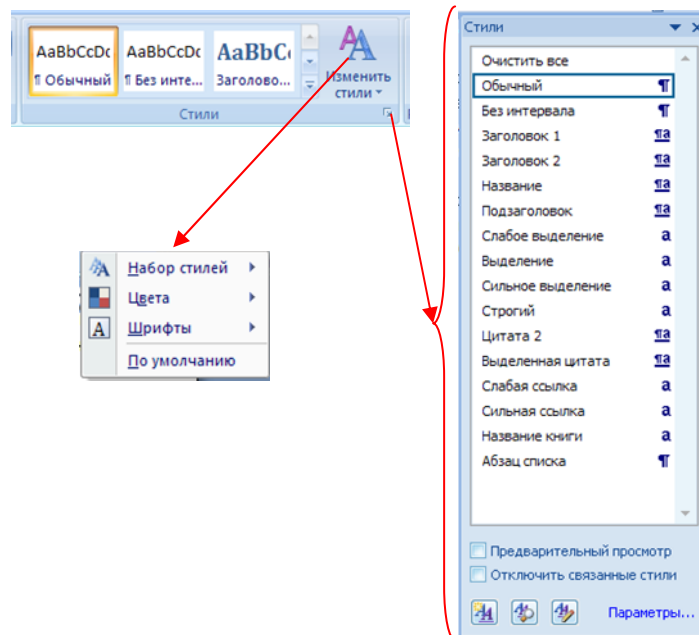 AaBbCcDc AaBbCcDc AaBbC
¶ Обычный ¶ Без инте... Заголово...
Изменить
стили
Стили
Набор стилей
Цвета
Шрифты
По умолчанию
Стили
Очистить все
Обычный ¶
Без интервала ¶
Заголовок 1 ¶a
Заголовок 2 ¶a
Название ¶a
Подзаголовок ¶a
Слабое выделение a
Выделение a
Сильное выделение a
Строгий a
Цитата 2 ¶a
Выделенная цитата ¶a
Слабая ссылка a
Сильная ссылка a
Название книги a
Абзац списка ¶
Предварительный просмотр
Отключить связанные стили
Параметры...